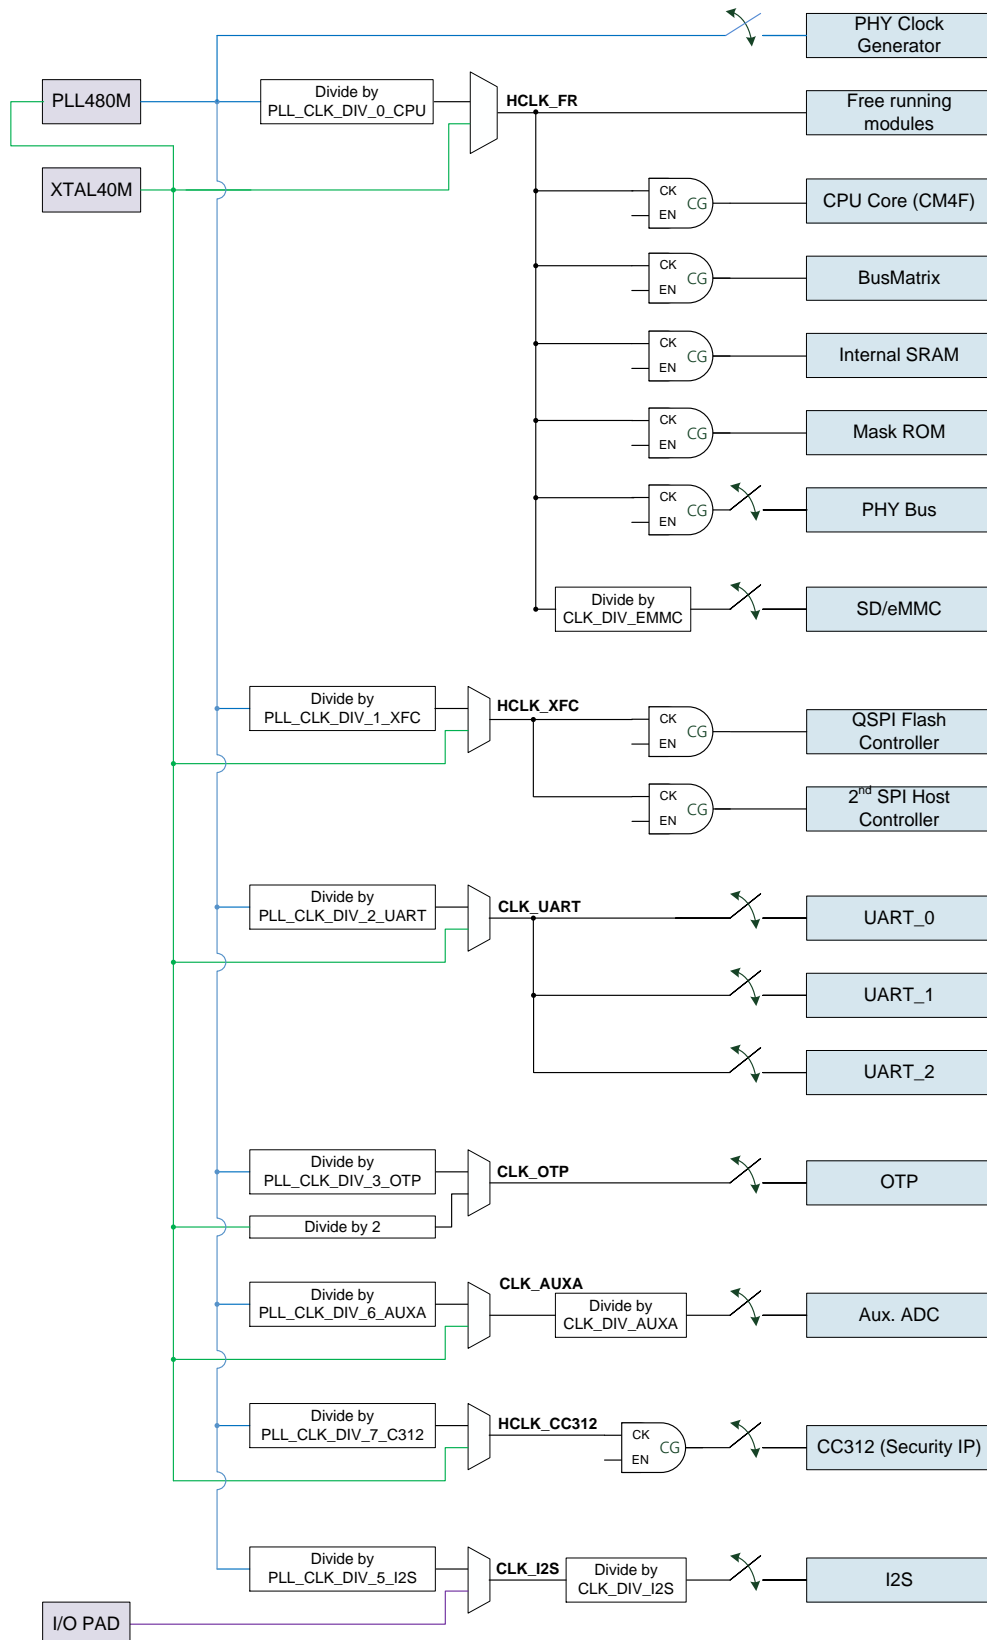 PHY Clock
Generator
PLL480M
Divide by
PLL_CLK_DIV_0_CPU
HCLK_FR
Free running
modules
XTAL40M
CK
EN
CG
CPU Core (CM4F)
CK
EN
CG
BusMatrix
CK
EN
CG
Internal SRAM
CK
EN
CG
Mask ROM
CK
EN
CG
PHY Bus
Divide by
CLK_DIV_EMMC
SD/eMMC
Divide by
PLL_CLK_DIV_1_XFC
HCLK_XFC
CK
EN
CG
QSPI Flash
Controller
CK
EN
CG
2nd SPI Host
Controller
Divide by
PLL_CLK_DIV_2_UART
CLK_UART
UART_0
UART_1
UART_2
Divide by
PLL_CLK_DIV_3_OTP
CLK_OTP
OTP
Divide by 2
Divide by
PLL_CLK_DIV_6_AUXA
CLK_AUXA
Divide by
CLK_DIV_AUXA
Aux. ADC
Divide by
PLL_CLK_DIV_7_C312
HCLK_CC312
CK
EN
CG
CC312 (Security IP)
Divide by
PLL_CLK_DIV_5_I2S
CLK_I2S
Divide by
CLK_DIV_I2S
I2S
I/O PAD